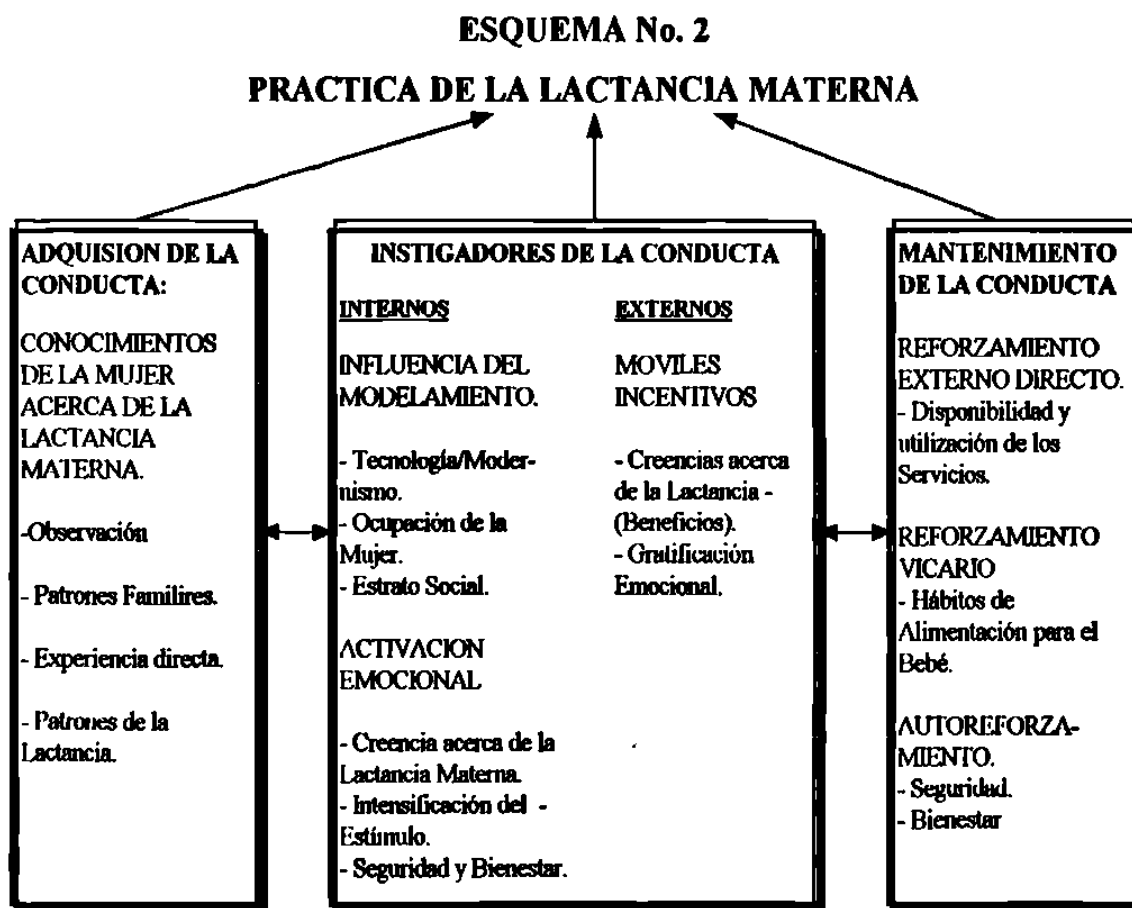 ESQUEMA No. 2
PRACTICA DE LA LACTANCIA MATERNA
ADQUISION DE LA
CONDUCTA:
CONOCIMIENTOS
DE LA MUJER
ACERCA DE LA
LACTANCIA
MATERNA.
-Observación
- Patrones Familires.
- Experiencia directa.
- Patrones de la
Lactancia.
INSTIGADORES DE LA CONDUCTA
INTERNOS
INFLUENCIA DEL
MODELAMIENTO.
- Tecnología/Moder-
nismo.
- Ocupación de la
Mujer.
- Estrato Social.
ACTIVACION
EMOCIONAL
- Creencia acerca de la
Lactancia Materna.
- Intensificación del -
Estímulo.
- Seguridad y Bienestar.
EXTERNOS
MOVILES
INCENTIVOS
- Creencias acerca
de la Lactancia -
(Beneficios).
- Gratificación
Emocional.
MANTENIMIENTO
DE LA CONDUCTA
REFORZAMIENTO
EXTERNO DIRECTO.
- Disponibilidad y
utilización de los
Servicios.
REFORZAMIENTO
VICARIO
- Hábitos de
Alimentación para el
Bebé.
AUTOREFORZA-
MIENTO.
- Seguridad.
- Bienestar